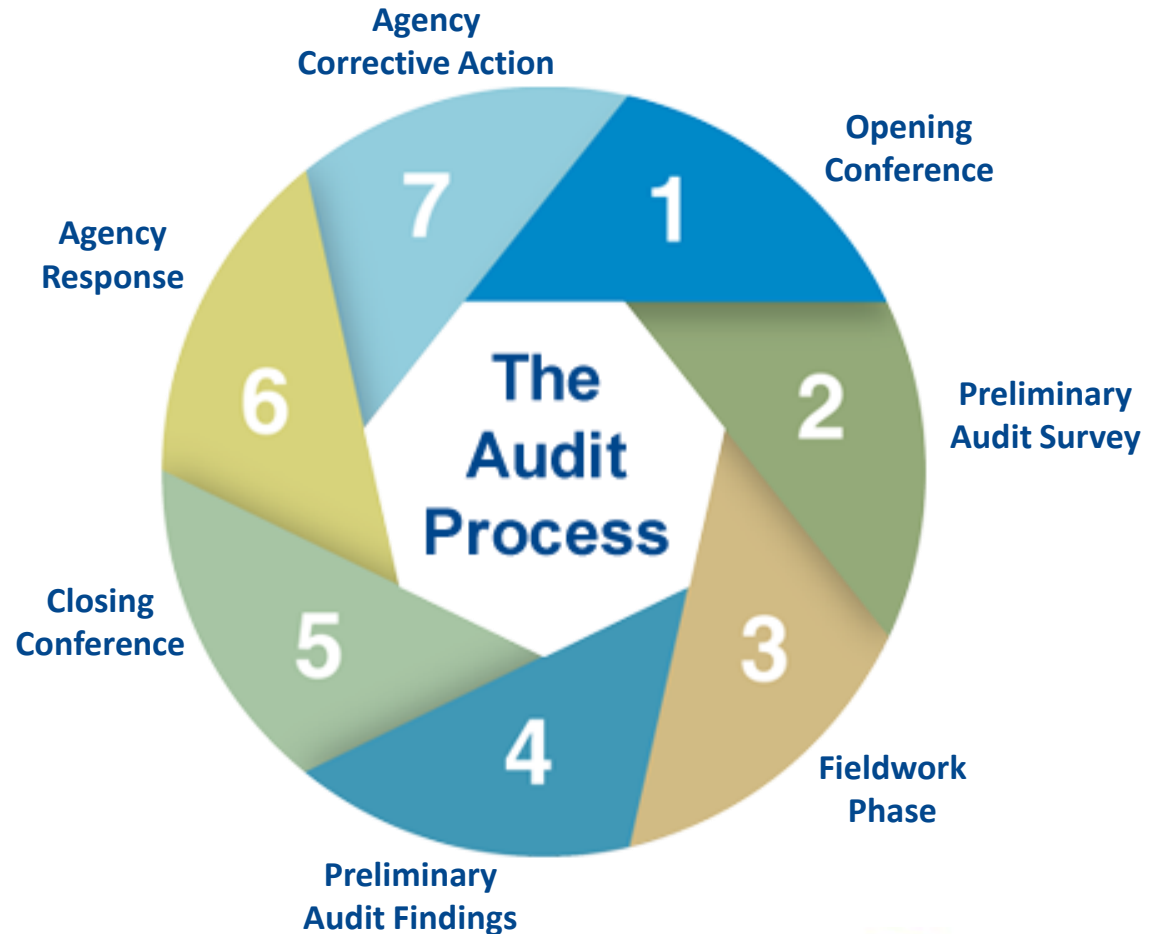 The
Audit
Process
1
Opening
Conference
2
Preliminary
Audit Survey
3
Fieldwork
Phase
4
Preliminary
Audit Findings
5
Closing
Conference
6
Agency
Response
7
Agency
Corrective Action